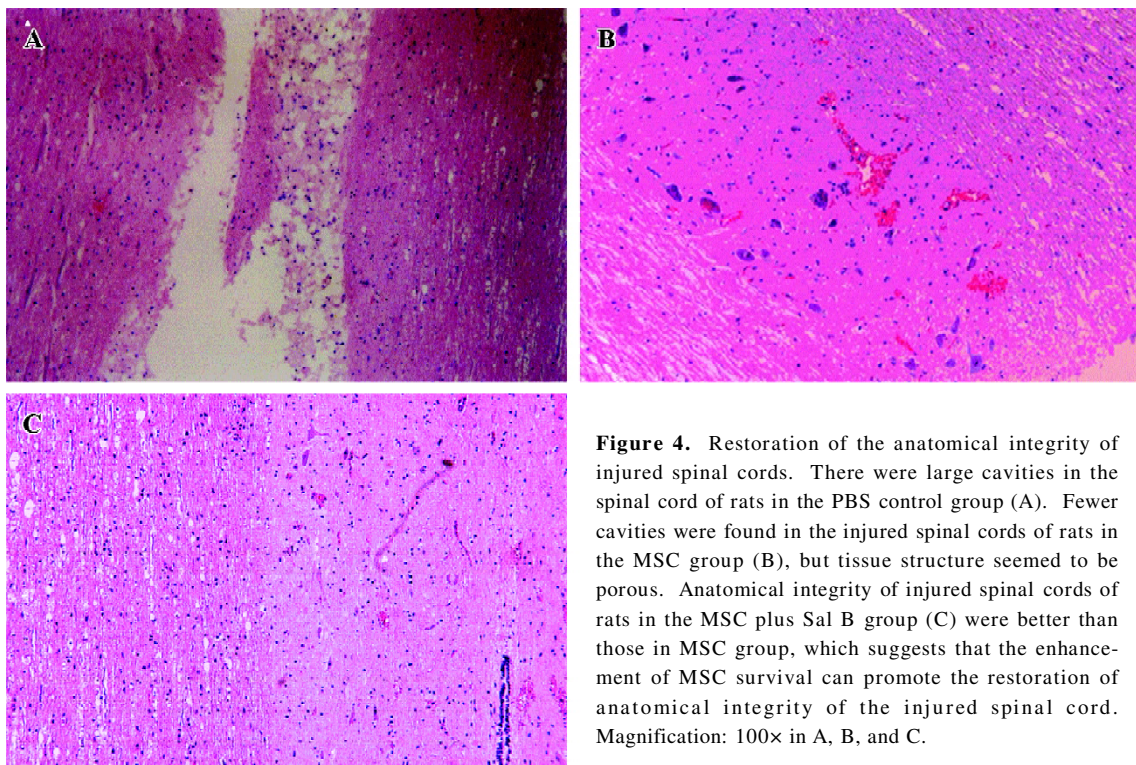 A
B
C
Figure 4. Restoration of the anatomical integrity of
injured spinal cords. There were large cavities in the
spinal cord of rats in the PBS control group (A). Fewer
cavities were found in the injured spinal cords of rats in
the MSC group (B), but tissue structure seemed to be
porous. Anatomical integrity of injured spinal cords of
rats in the MSC plus Sal B group (C) were better than
those in MSC group, which suggests that the enhance-
ment of MSC survival can promote the restoration of
anatomical integrity of the injured spinal cord.
Magnification: 100× in A, B, and C.